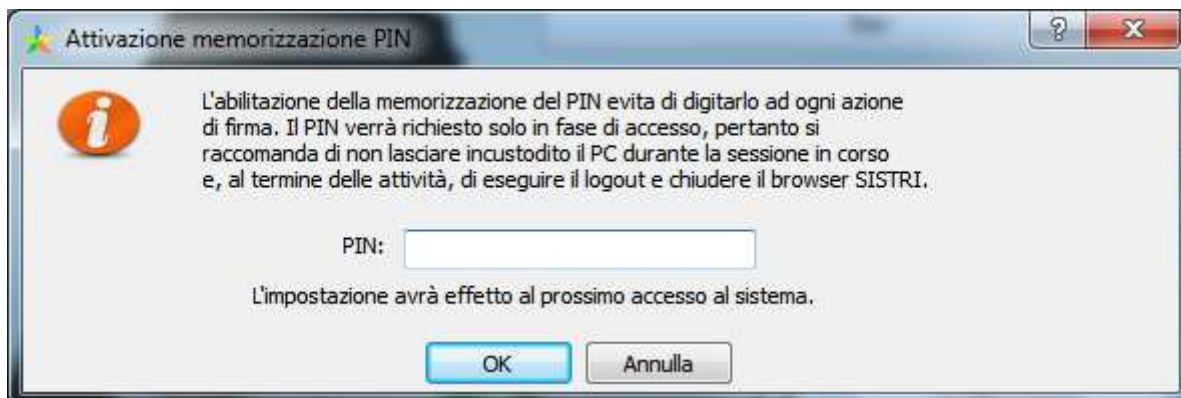 Attivazione memorizzazione PIN
L'abilitazione della memorizzazione del PIN evita di digitarlo ad ogni azione
di firma. Il PIN verrà richiesto solo in fase di accesso, pertanto si
raccomanda di non lasciare incustodito il PC durante la sessione in corso
e, al termine delle attività, di eseguire il logout e chiudere il browser SISTRI.
PIN:
L'impostazione avrà effetto al prossimo accesso al sistema.
OK Annulla